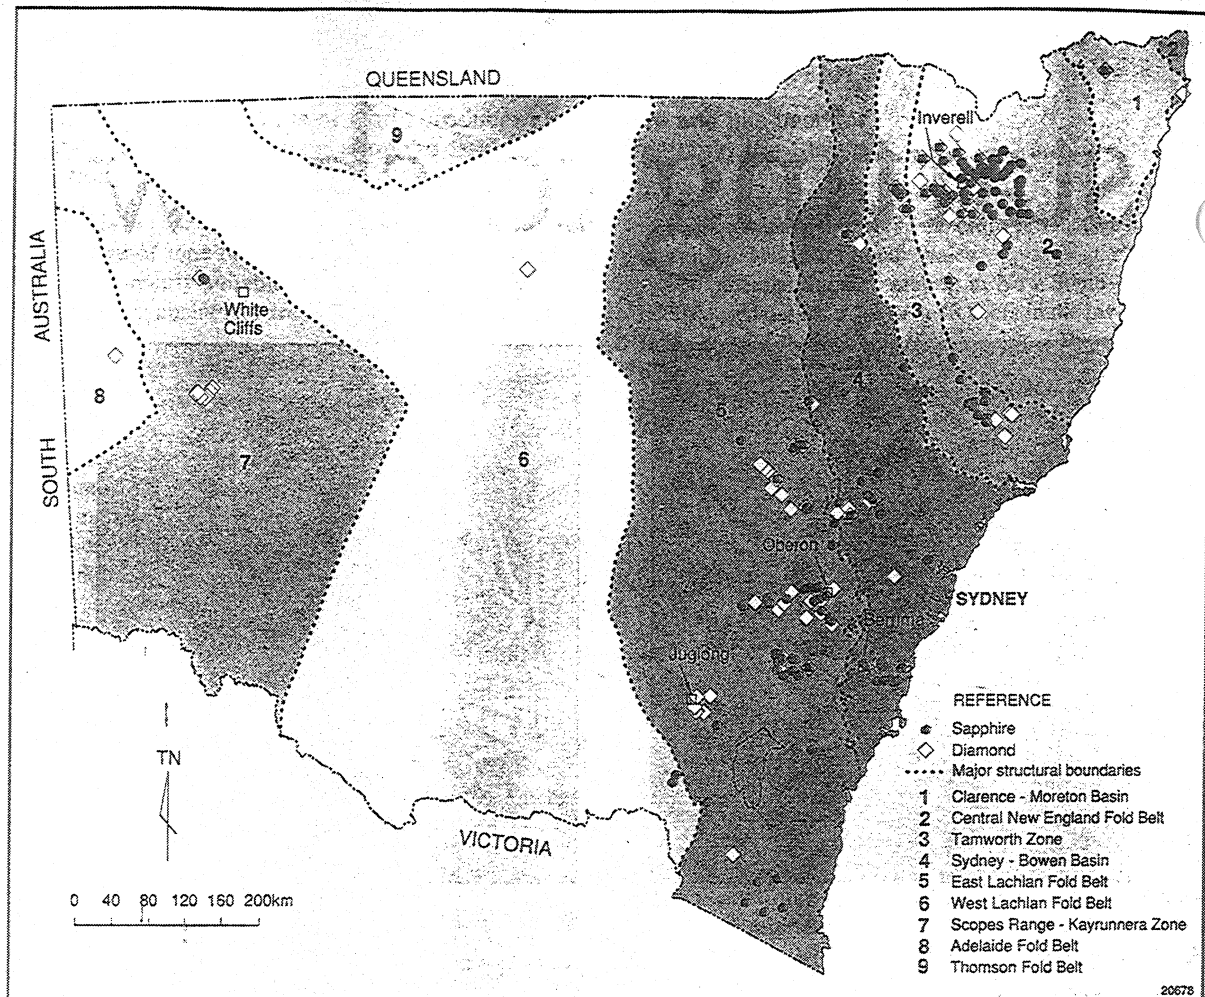 QUEENSLAND
2
1
9
Inverell
2
AUSTRALIA
White
Cliffs
3
8
4
5
SOUTH
7
6
Oberon
SYDNEY
Berrima
Jugiong
REFERENCE
Sapphire
Diamond
Major structural boundaries
TN
1 Clarence - Moreton Basin
2 Central New England Fold Belt
VICTORIA
3 Tamworth Zone
4 Sydney - Bowen Basin
5 East Lachlan Fold Belt
0 40 80 120 160 200km
6 West Lachlan Fold Belt
7 Scopes Range - Kayrunnera Zone
8 Adelaide Fold Belt
9 Thomson Fold Belt
20678